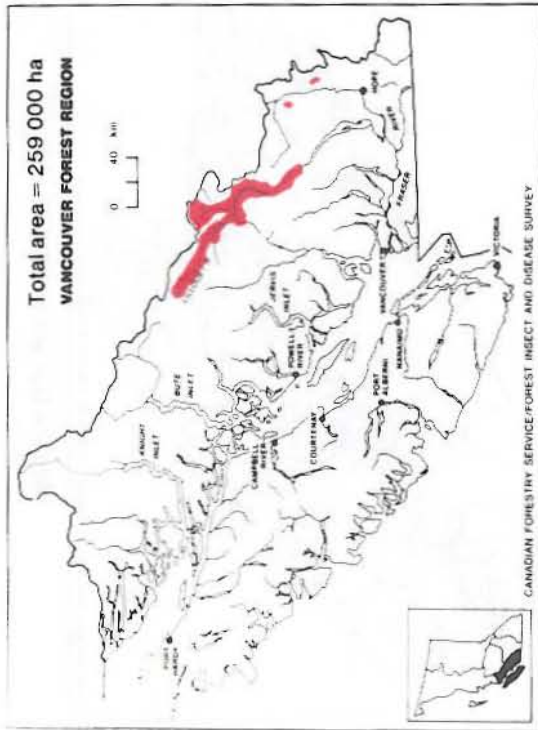 Total area = 259 000 ha
VANCOUVER FOREST REGION
0 40 km
KNIGHT
INLET
BUTE
INLET
PORT
HARDY
CAMPBELL
RIVER
POWELL
RIVER
JERVIS
INLET
COURTENAY
PORT
ALBERNI
NANAIMO
VANCOUVER
VICTORIA
FRASER
RIVER
HOPE
CANADIAN FORESTRY SERVICE/FOREST INSECT AND DISEASE SURVEY